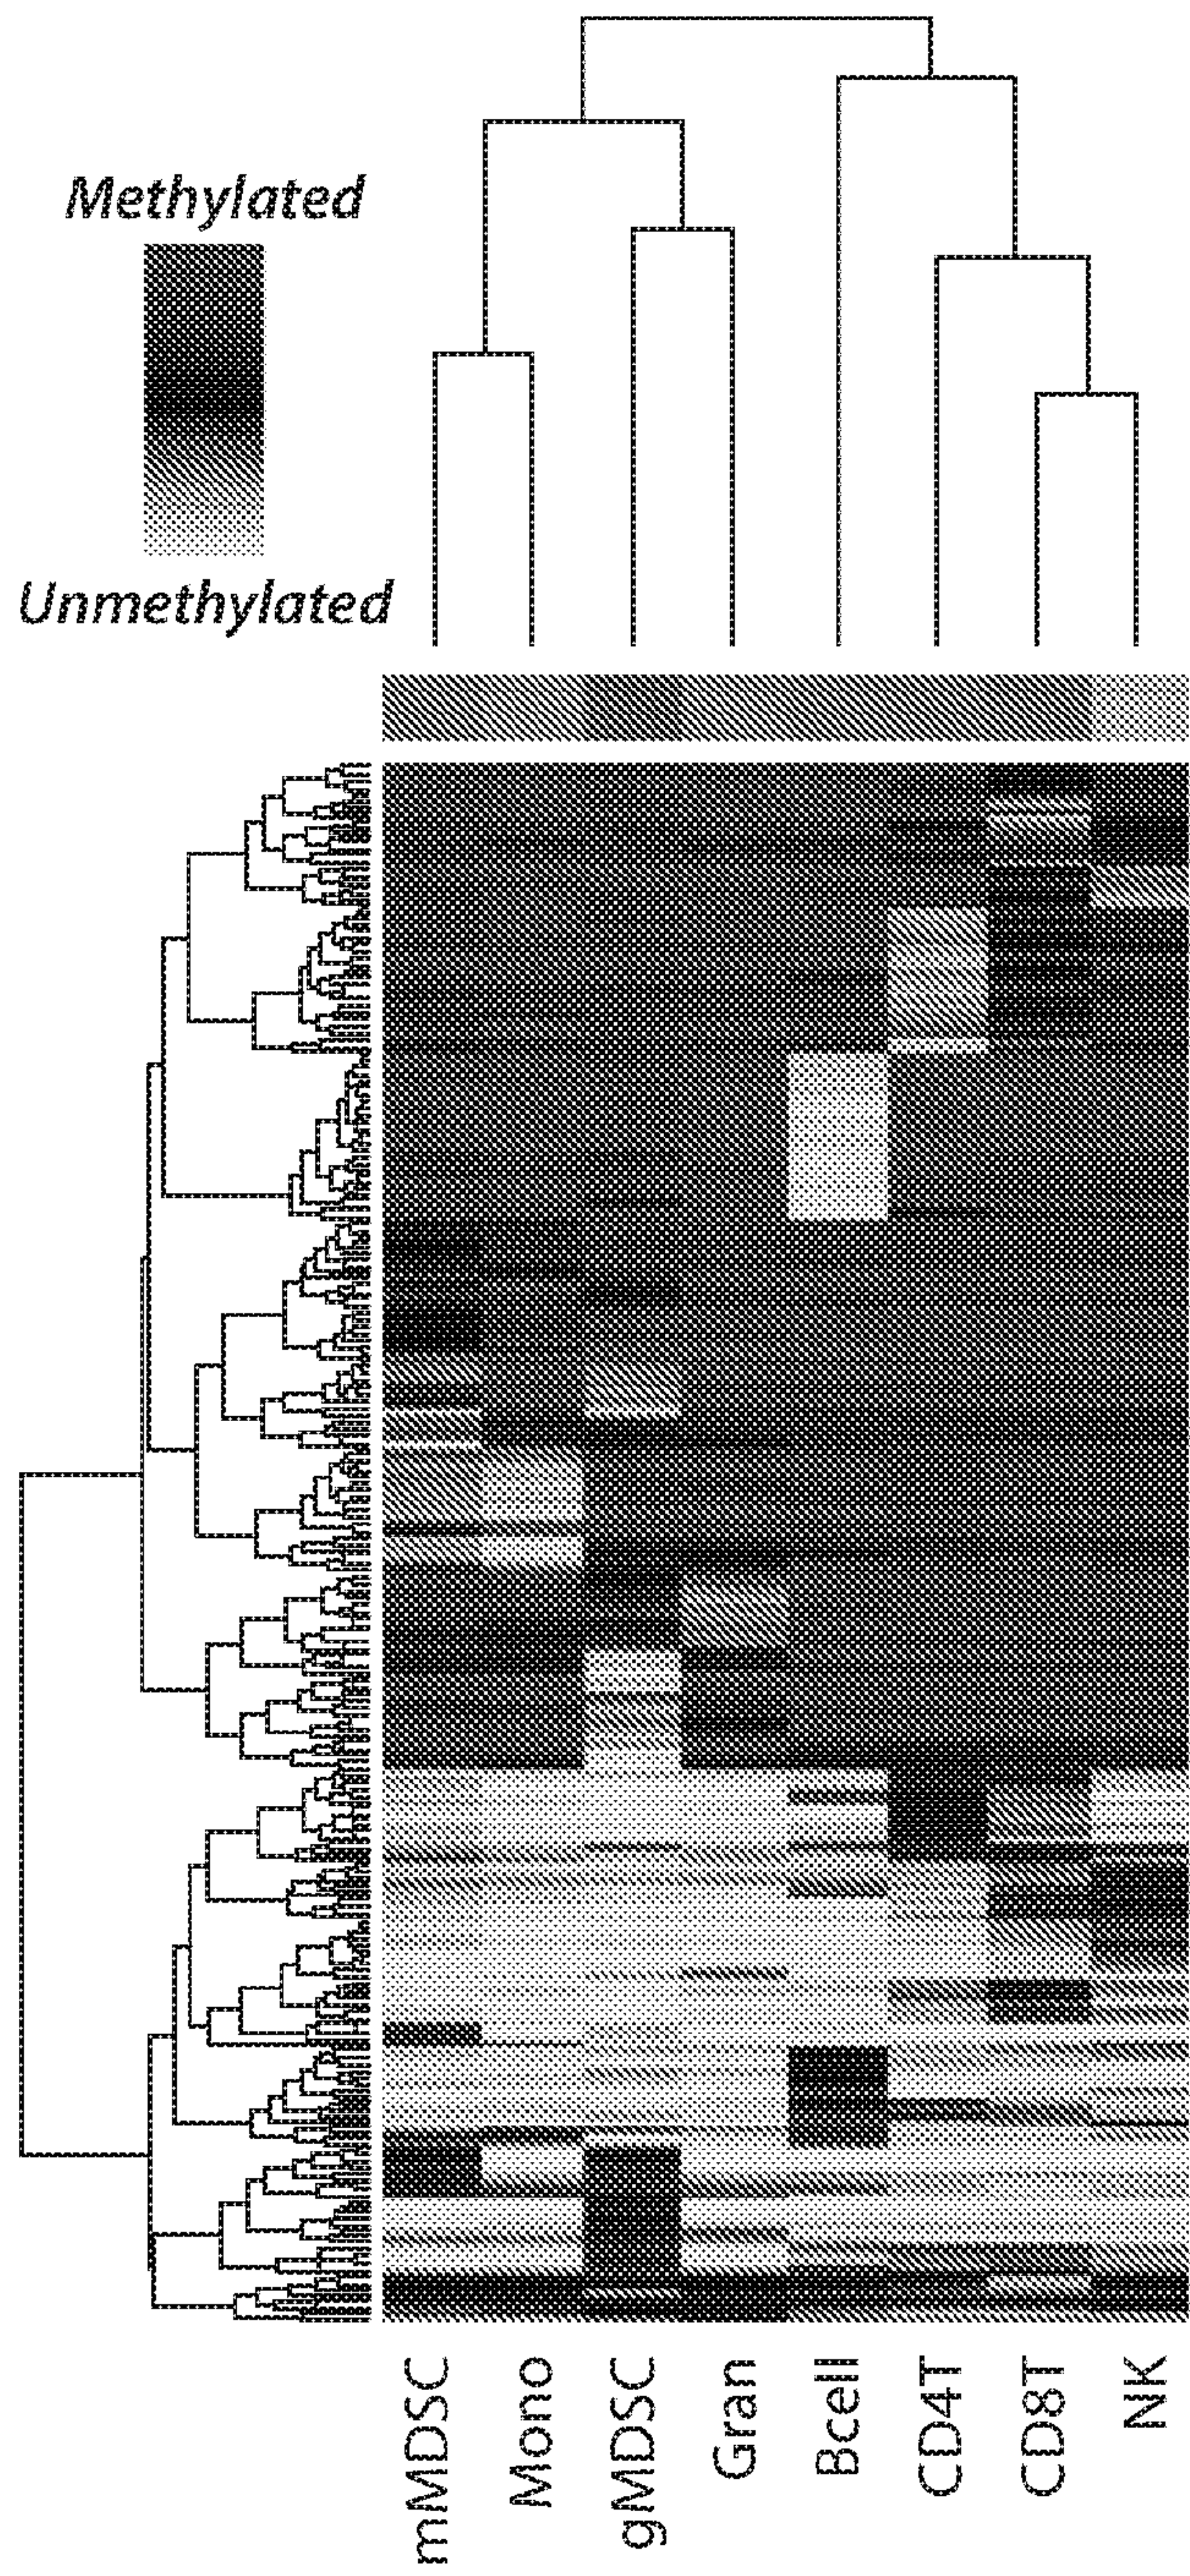 Methylated
Unmethylated
mMDSC
Mono
gMDSC
Gran
Bcell
CD4T
CD8T
NK